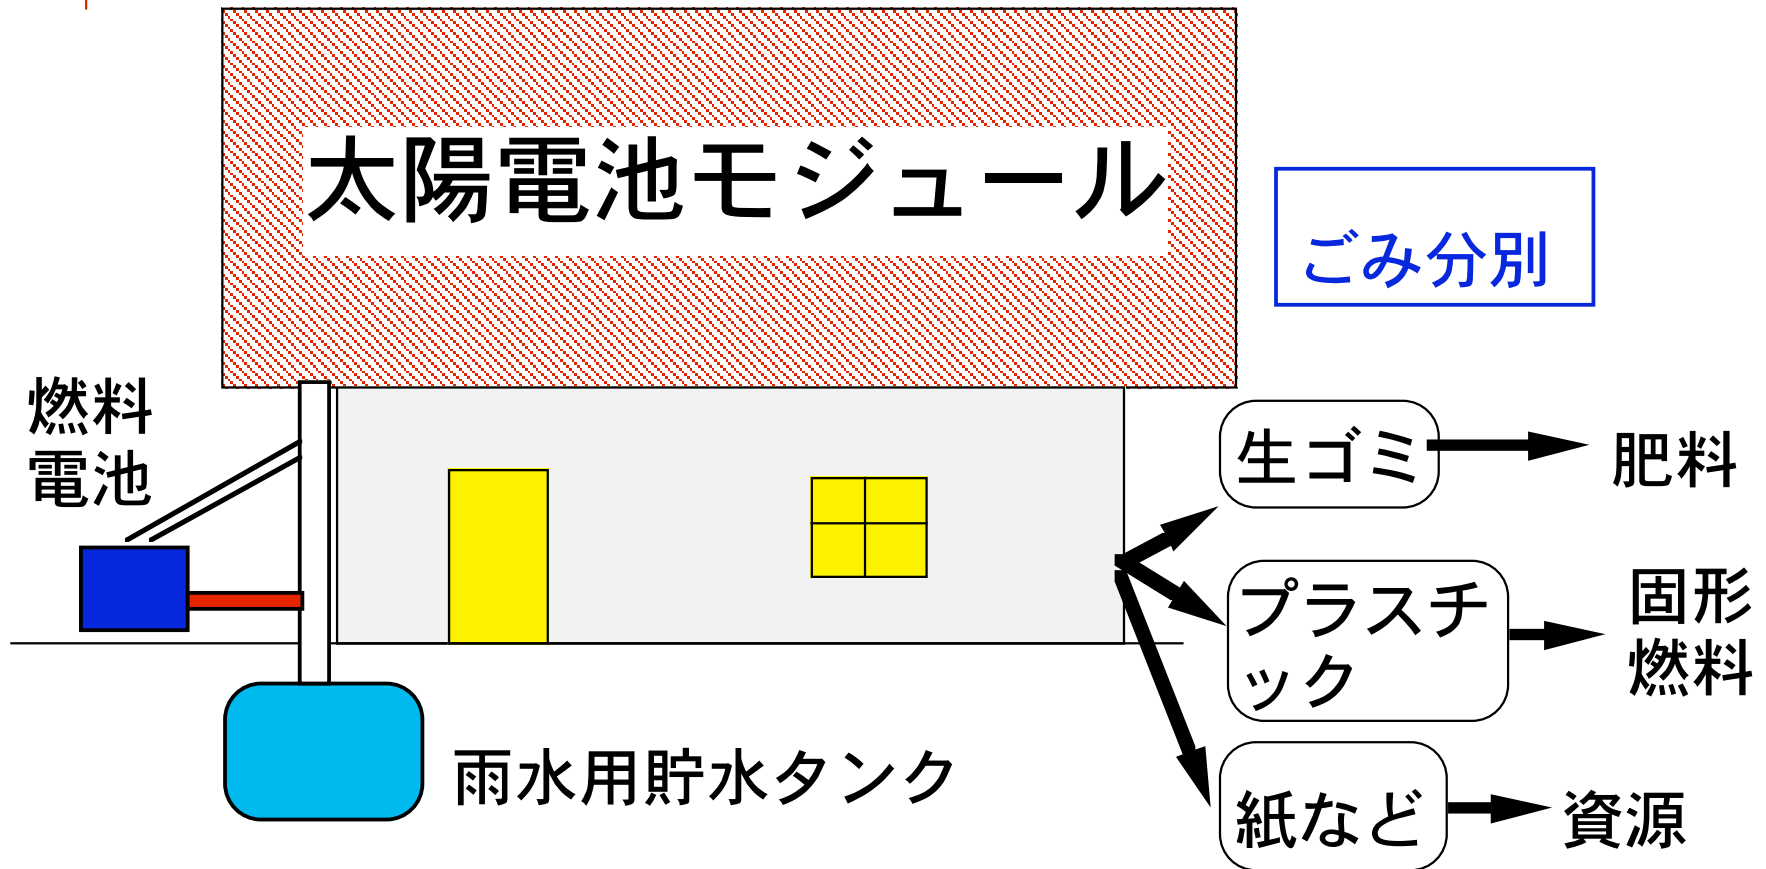 太陽電池モジュール
ごみ分別
燃料
電池
生ゴミ
肥料
プラスチ
ック
固形
燃料
雨水用貯水タンク
紙など
資源